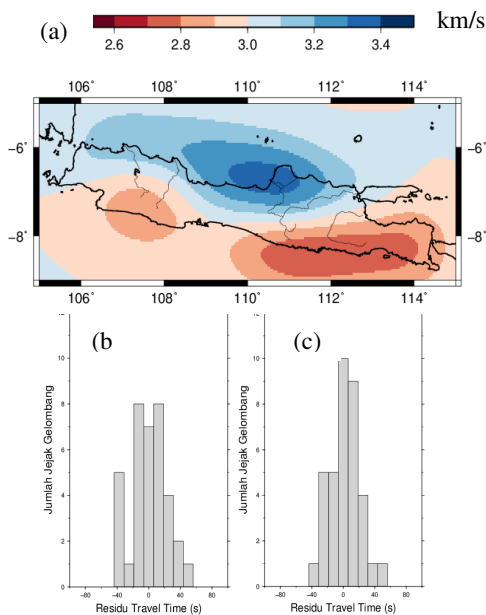 (a) km/s
2.6 2.8 3.0 3.2 3.4
106° 108° 110° 112° 114°
−6° −6°
−8° −8°
106° 108° 110° 112° 114°
(b) (c)
Jumlah Jejak Gelombang
0 2 4 6 8 10
-80 -40 0 40 80
Residu Travel Time (s)
Jumlah Jejak Gelombang
0 2 4 6 8 10
-80 -40 0 40 80
Residu Travel Time (s)